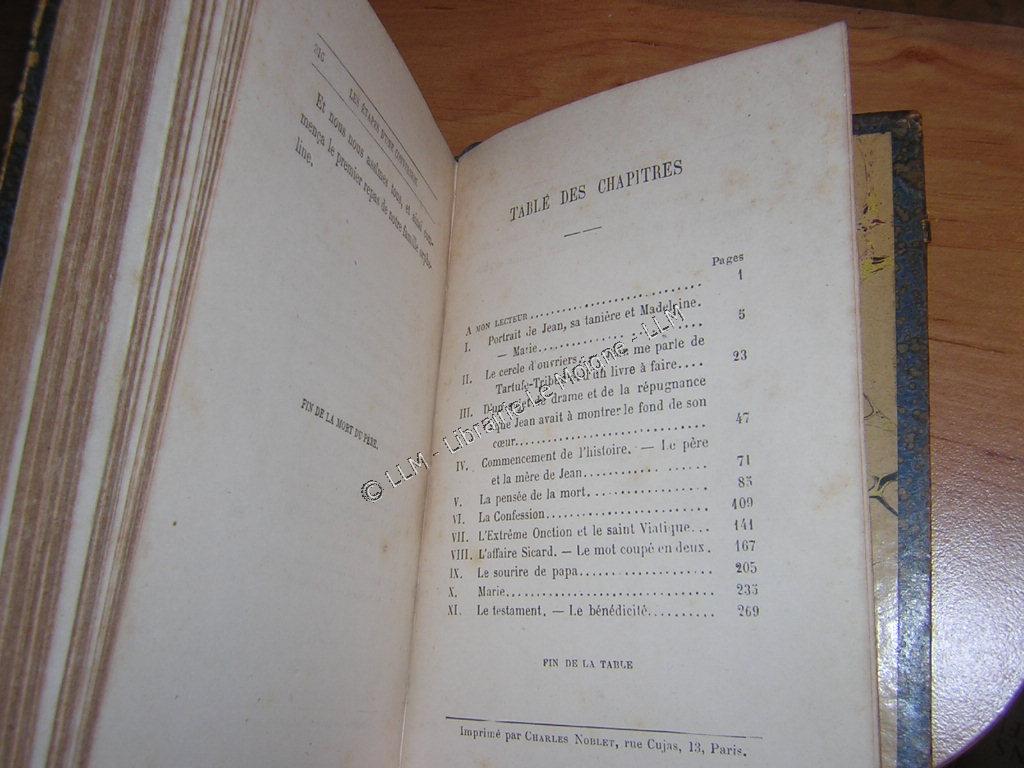 LES ÉTAPES D'UNE CONVERSION
Et nous nous assîmes tous, et ainsi com-
mença le premier repas de notre famille orphe-
line.
FIN DE LA MORT DU PÈRE.
TABLE DES CHAPITRES
Pages
A MON LECTEUR 1
I. Portrait de Jean, sa tanière et Madeleine.
— Marie 5
II. Le cercle d'ouvriers. me parle de
un livre à faire 23
III. drame et de la répugnance
que Jean avait à montrer le fond de son
cœur 47
IV. Commencement de l'histoire. — Le père
et la mère de Jean 71
V. La pensée de la mort 85
VI. La Confession 109
VII. L'Extrême Onction et le saint Viatique... 141
VIII. L'affaire Sicard. — Le mot coupé en deux. 167
IX. Le sourire de papa 205
X. Marie 235
XI. Le testament. — Le bénédicité 269
FIN DE LA TABLE
Imprimé par CHARLES NOBLET, rue Cujas, 13, Paris.
© LLM - Librairie Le Moigne - LLM